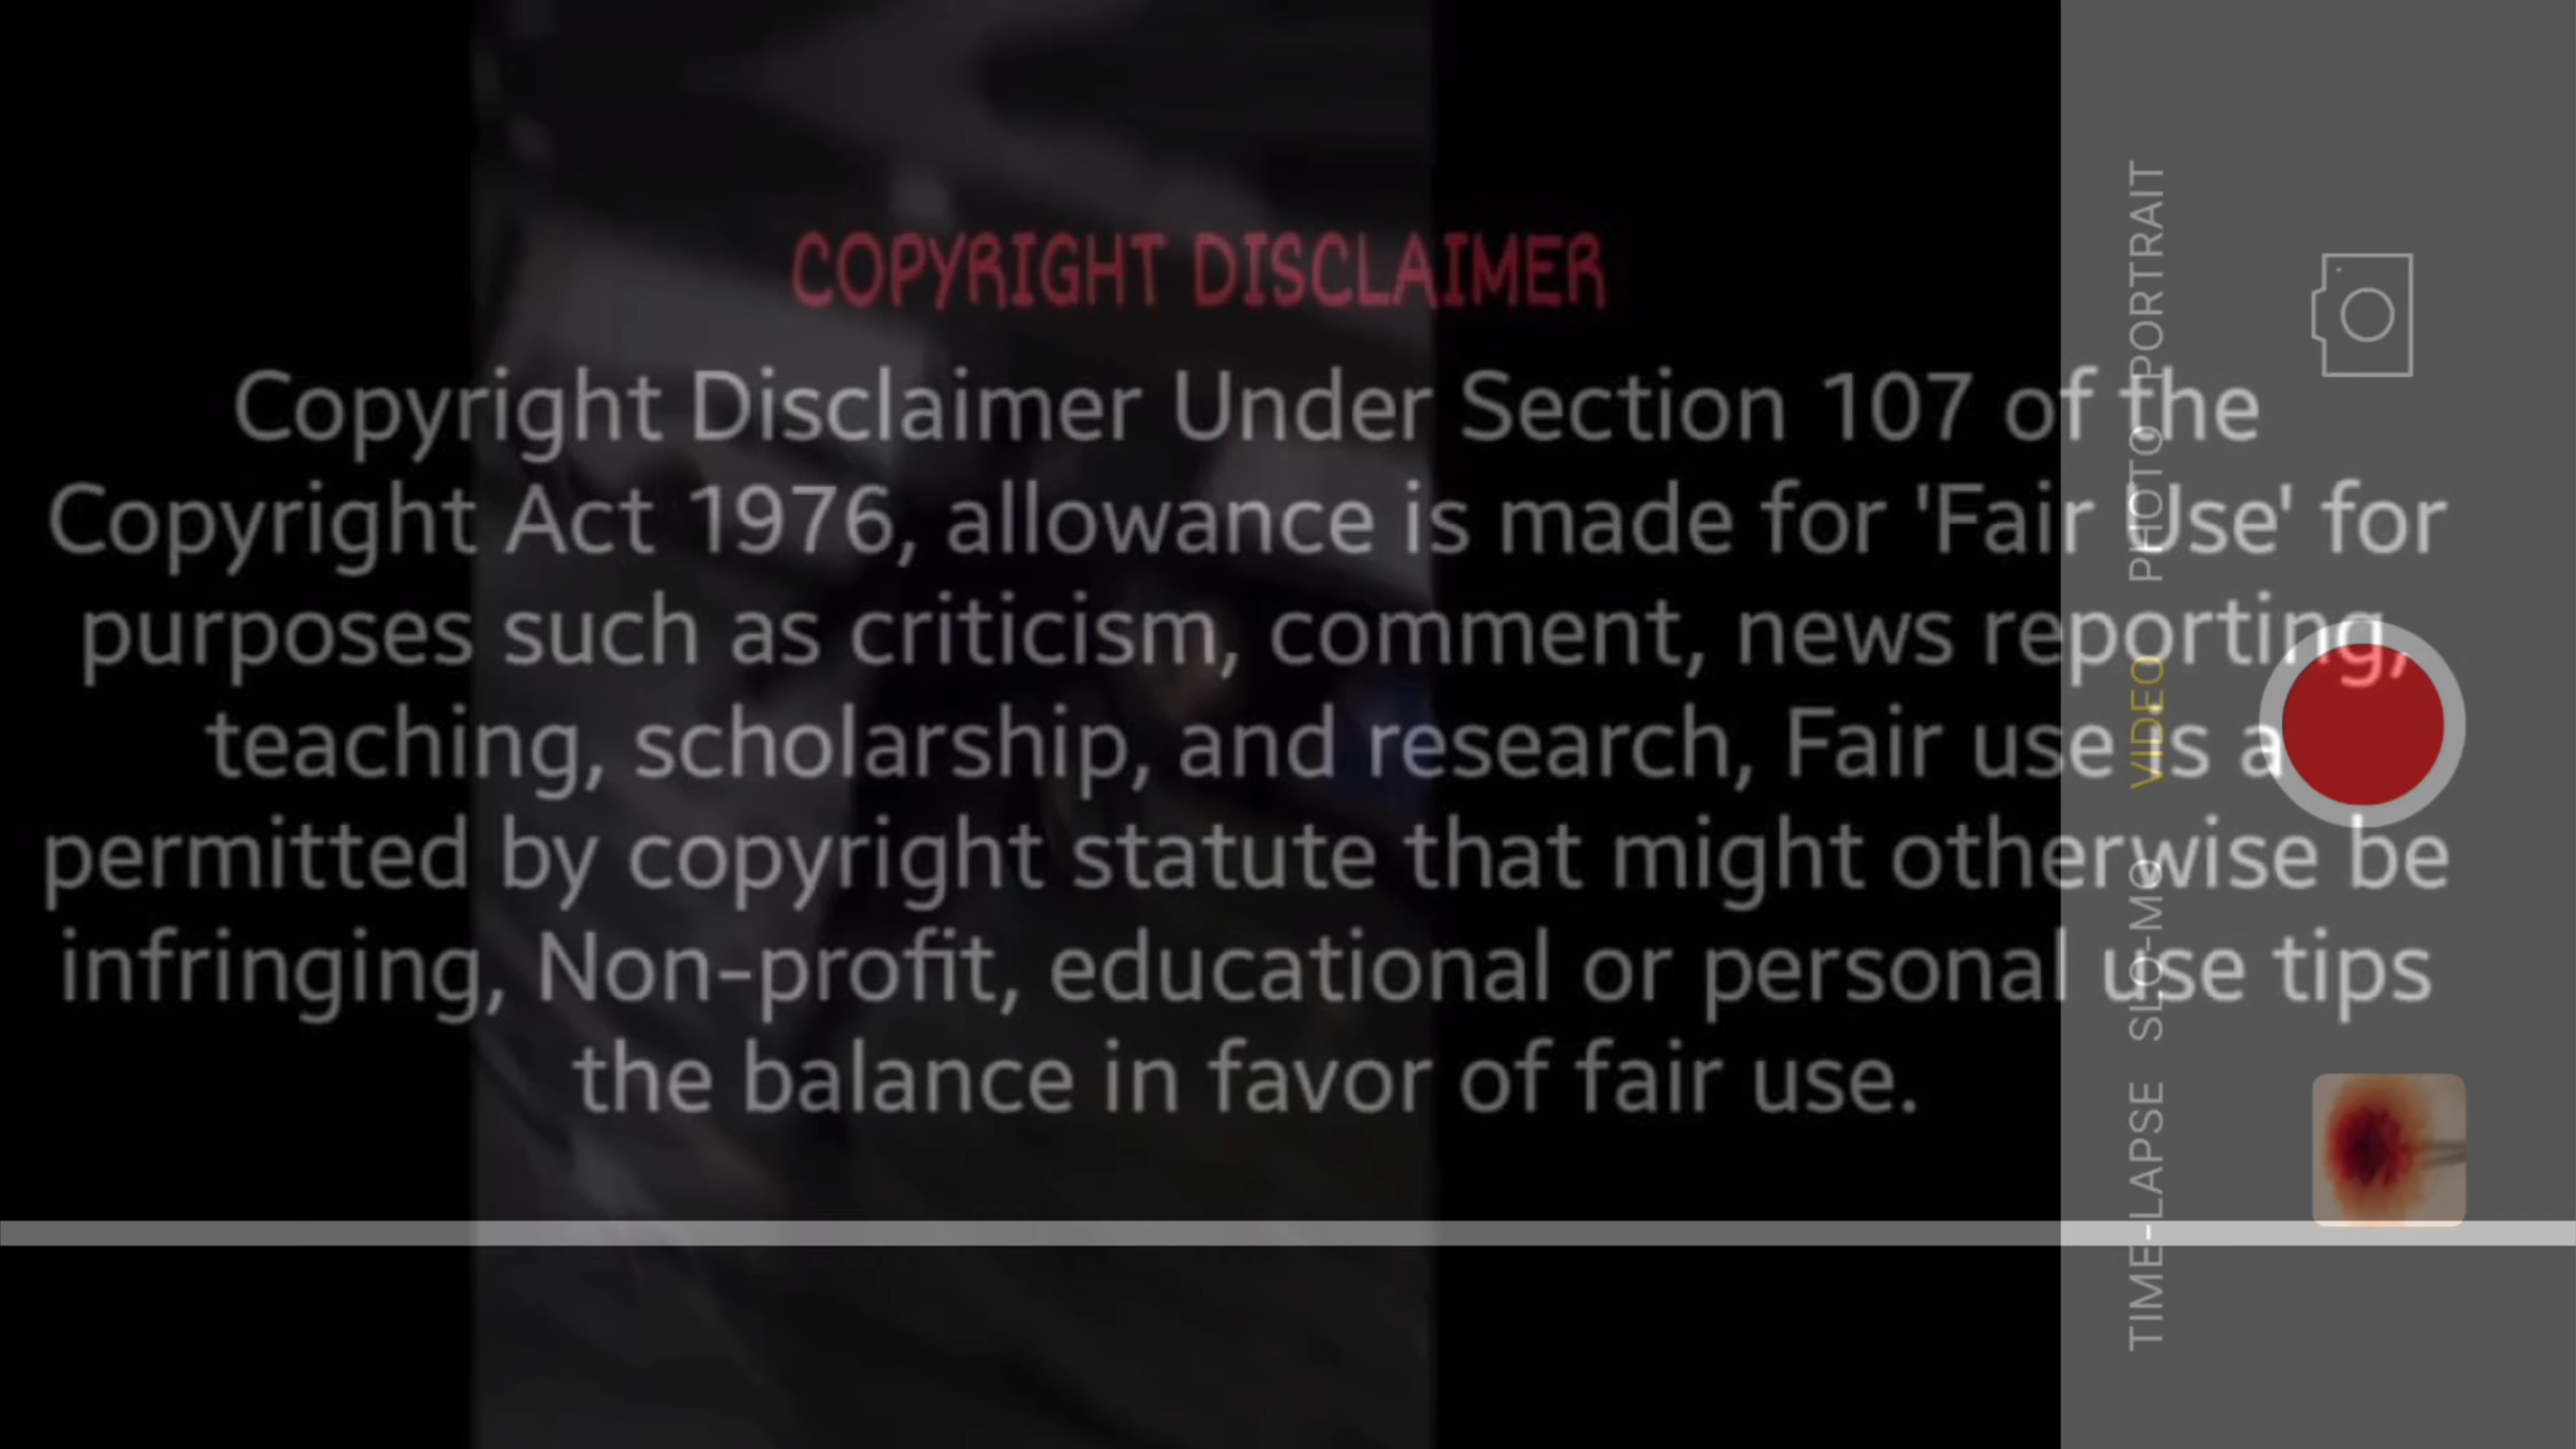 COPYRIGHT DISCLAIMER
Copyright Disclaimer Under Section 107 of the
Copyright Act 1976, allowance is made for 'Fair Use' for
purposes such as criticism, comment, news reporting,
teaching, scholarship, and research, Fair use is a
permitted by copyright statute that might otherwise be
infringing, Non-profit, educational or personal use tips
the balance in favor of fair use.
TIME-LAPSE SLO-MO VIDEO PHOTO PORTRAIT